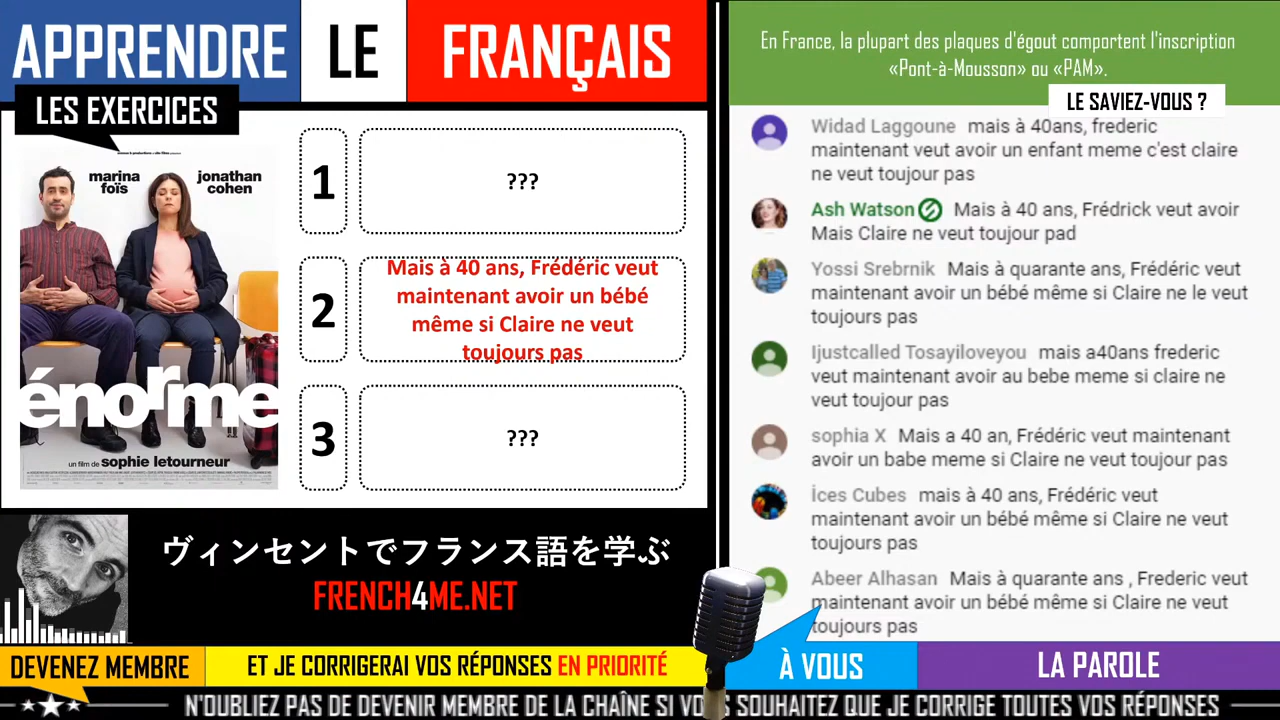 APPRENDRE LE FRANÇAIS
LES EXERCICES
marina foïs
jonathan cohen
énorme
un film de sophie letourneur
1
???
2
Mais à 40 ans, Frédéric veut
maintenant avoir un bébé
même si Claire ne veut
toujours pas
3
???
ヴィンセントでフランス語を学ぶ
FRENCH4ME.NET
DEVENEZ MEMBRE
ET JE CORRIGERAI VOS RÉPONSES EN PRIORITÉ
En France, la plupart des plaques d'égout comportent l'inscription
«Pont-à-Mousson» ou «PAM».
LE SAVIEZ-VOUS ?
Widad Laggoune mais à 40ans, frederic
maintenant veut avoir un enfant meme c'est claire
ne veut toujour pas
Ash Watson Mais à 40 ans, Frédrick veut avoir
Mais Claire ne veut toujour pad
Yossi Srebrnik Mais à quarante ans, Frédéric veut
maintenant avoir un bébé même si Claire ne le veut
toujours pas
Ijustcalled Tosayiloveyou mais a40ans frederic
veut maintenant avoir au bebe meme si claire ne
veut toujour pas
sophia X Mais a 40 an, Frédéric veut maintenant
avoir un babe meme si Claire ne veut toujour pas
İces Cubes mais à 40 ans, Frédéric veut
maintenant avoir un bébé même si Claire ne veut
toujours pas
Abeer Alhasan Mais à quarante ans , Frederic veut
maintenant avoir un bébé même si Claire ne veut
toujours pas
À VOUS
LA PAROLE
N'OUBLIEZ PAS DE DEVENIR MEMBRE DE LA CHAÎNE SI VO SOUHAITEZ QUE JE CORRIGE TOUTES VOS RÉPONSES